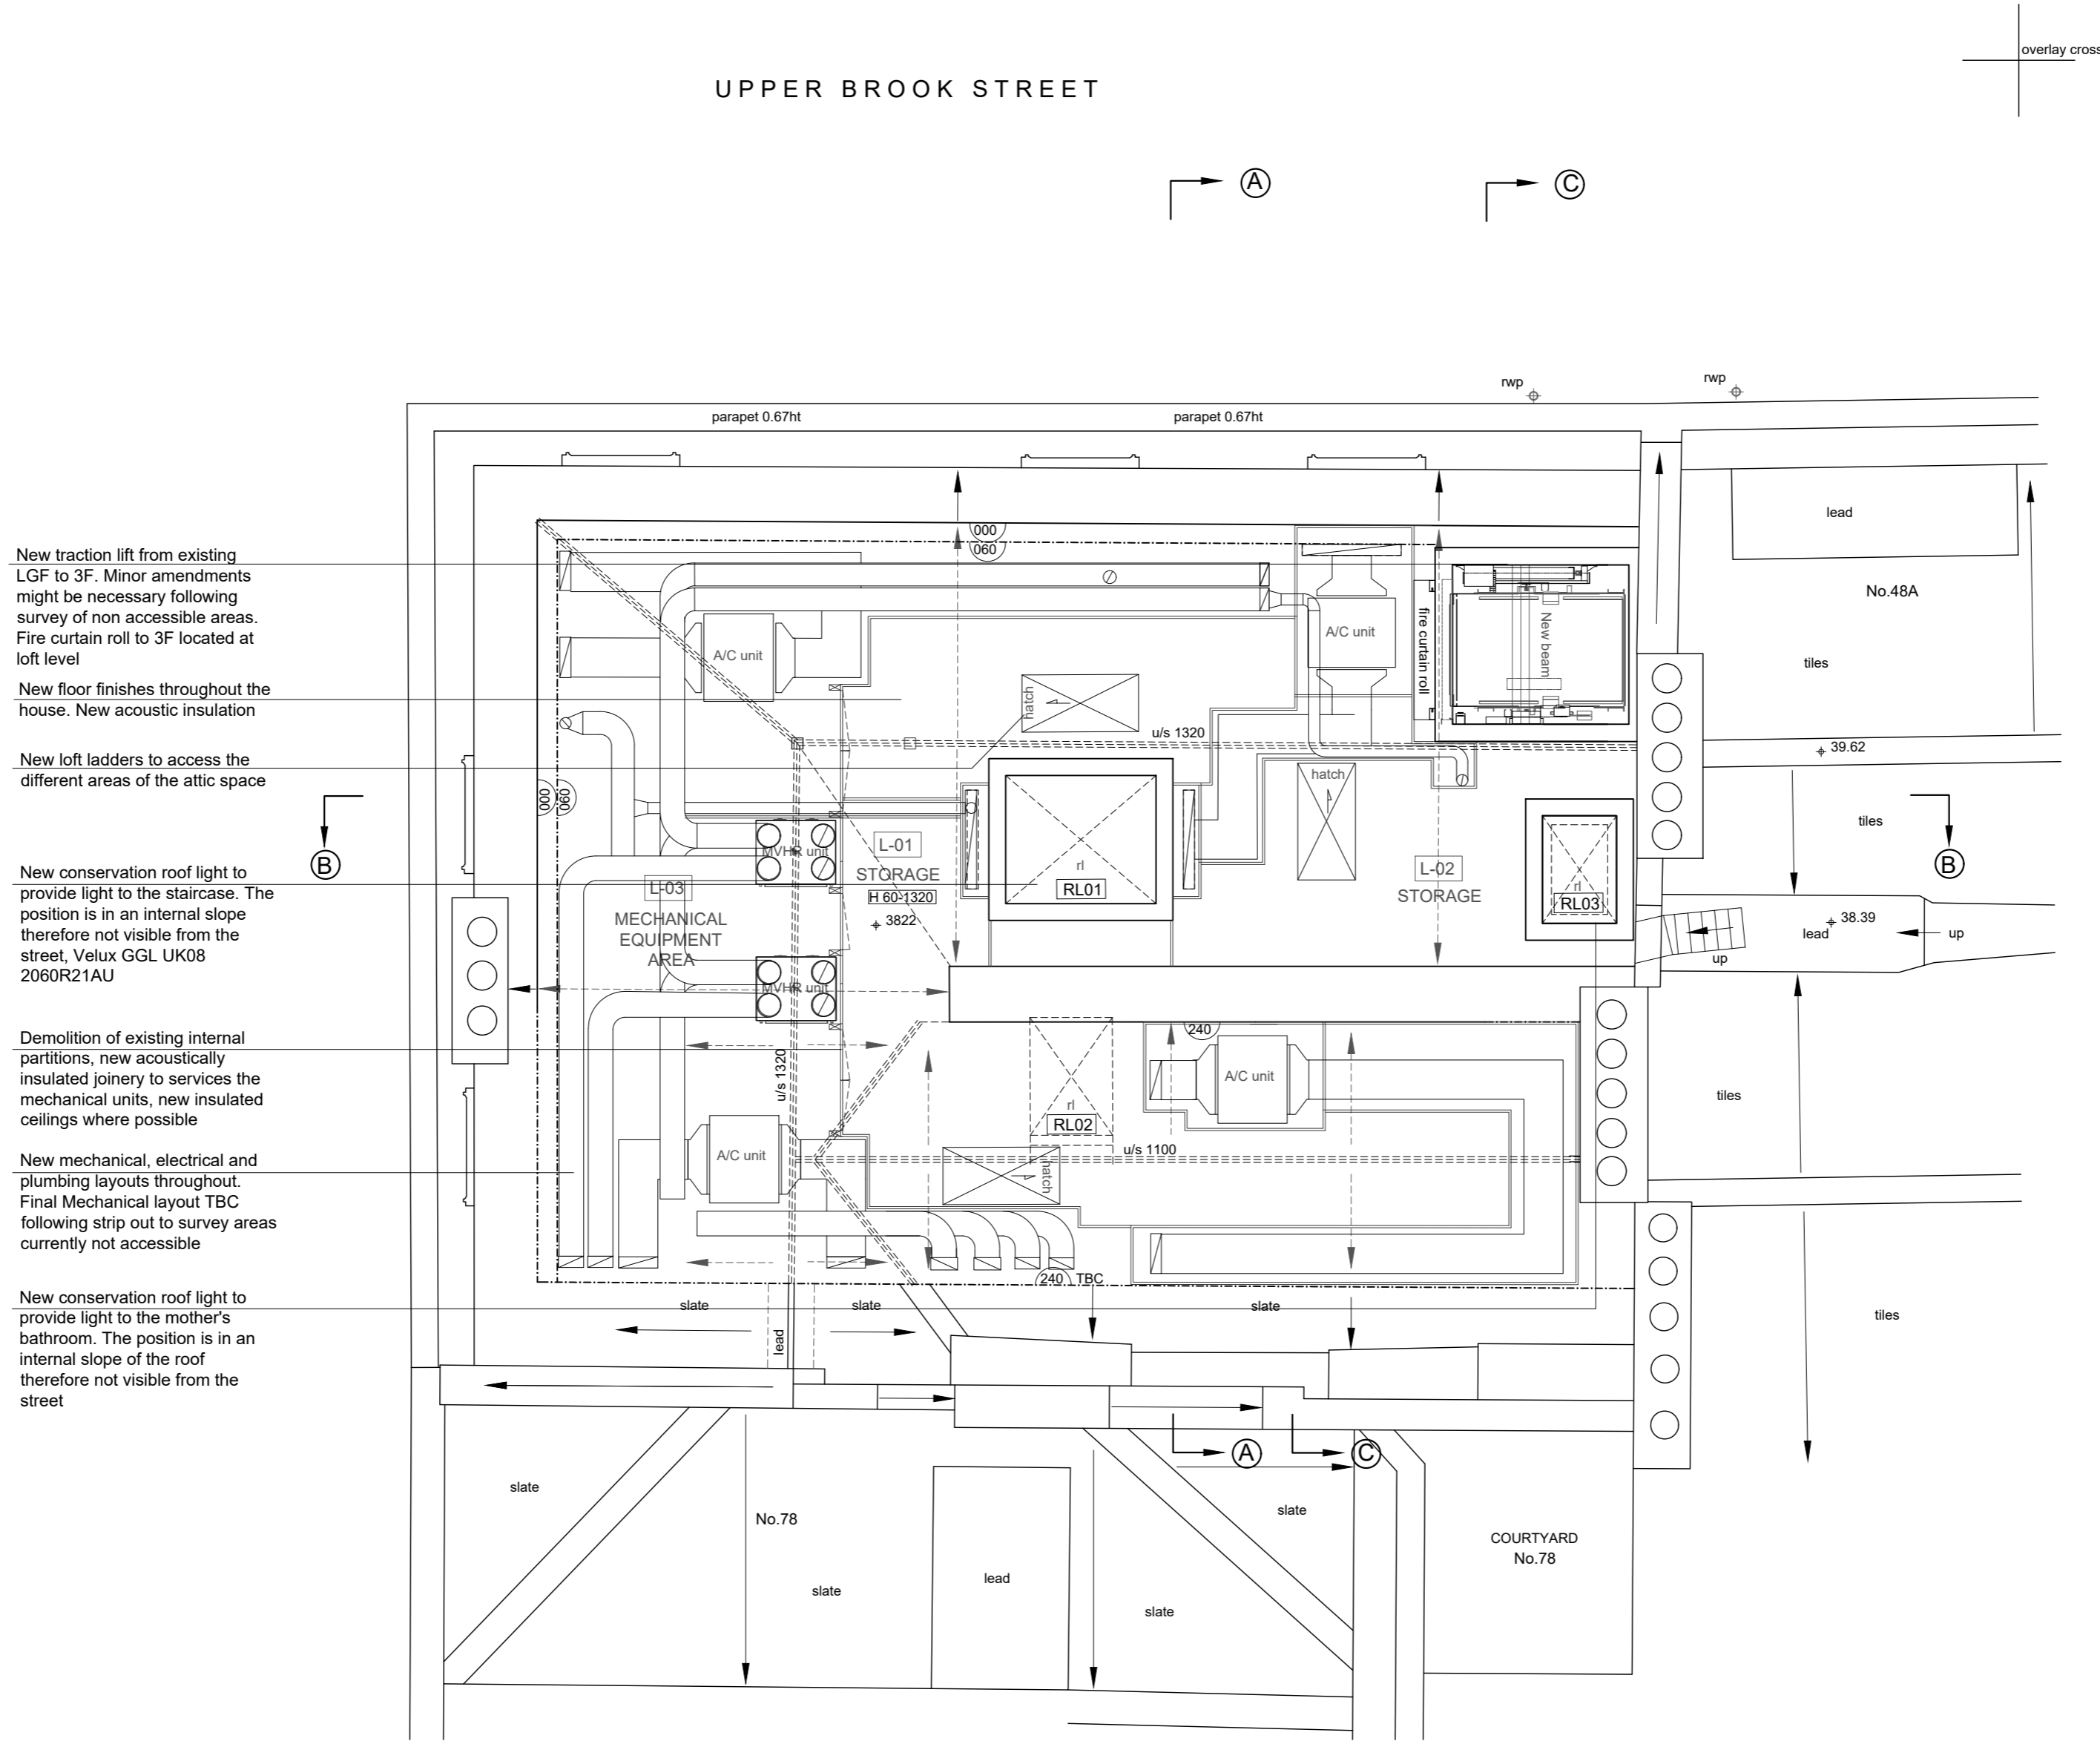 overlay cross
UPPER BROOK STREET
A
C
rwp
rwp
parapet 0.67ht
parapet 0.67ht
lead
No.48A
tiles
New traction lift from existing
LGF to 3F. Minor amendments
might be necessary following
survey of non accessible areas.
Fire curtain roll to 3F located at
loft level
New floor finishes throughout the
house. New acoustic insulation
New loft ladders to access the
different areas of the attic space
New conservation roof light to
provide light to the staircase. The
position is in an internal slope
therefore not visible from the
street, Velux GGL UK08
2060R21AU
Demolition of existing internal
partitions, new acoustically
insulated joinery to services the
mechanical units, new insulated
ceilings where possible
New mechanical, electrical and
plumbing layouts throughout.
Final Mechanical layout TBC
following strip out to survey areas
currently not accessible
New conservation roof light to
provide light to the mother's
bathroom. The position is in an
internal slope of the roof
therefore not visible from the
street
000
060
A/C unit
A/C unit
fire curtain roll
New beam
hatch
u/s 1320
39.62
hatch
000
060
B
B
tiles
MVHR unit
L-01
STORAGE
H 60-1320
3822
rl
RL01
L-02
STORAGE
rl
RL03
L-03
MECHANICAL
EQUIPMENT
AREA
38.39
lead
up
up
MVHR unit
240
u/s 1320
A/C unit
rl
RL02
tiles
u/s 1100
A/C unit
hatch
240 TBC
slate
slate
slate
lead
tiles
A
C
slate
No.78
slate
lead
slate
slate
COURTYARD
No.78